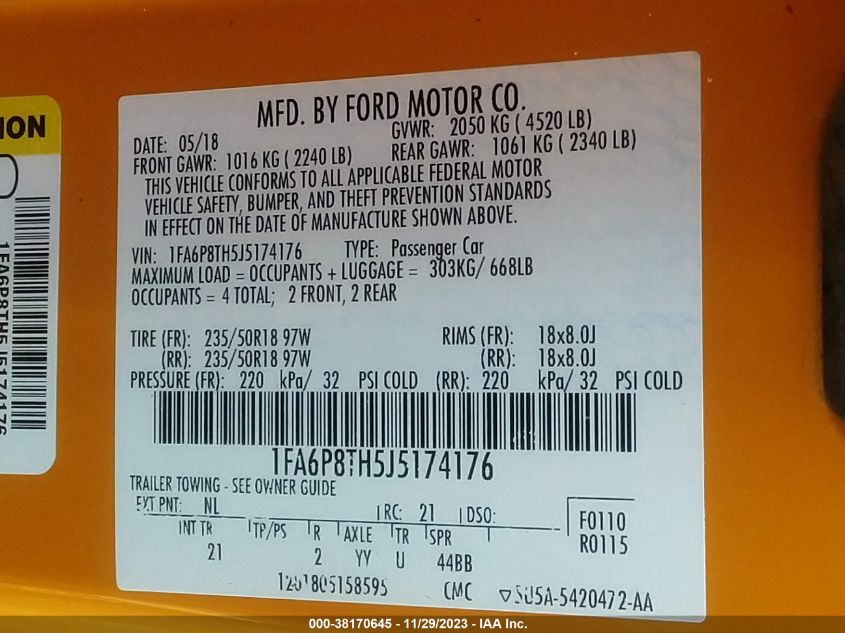 MFD. BY FORD MOTOR CO.
DATE: 05/18 GVWR: 2050 KG ( 4520 LB)
FRONT GAWR: 1016 KG ( 2240 LB) REAR GAWR: 1061 KG ( 2340 LB)
THIS VEHICLE CONFORMS TO ALL APPLICABLE FEDERAL MOTOR
VEHICLE SAFETY, BUMPER, AND THEFT PREVENTION STANDARDS
IN EFFECT ON THE DATE OF MANUFACTURE SHOWN ABOVE.
VIN: 1FA6P8TH5J5174176 TYPE: Passenger Car
MAXIMUM LOAD = OCCUPANTS + LUGGAGE = 303KG/ 668LB
OCCUPANTS = 4 TOTAL; 2 FRONT, 2 REAR
TIRE (FR): 235/50R18 97W RIMS (FR): 18x8.0J
(RR): 235/50R18 97W (RR): 18x8.0J
PRESSURE (FR): 220 kPa/ 32 PSI COLD (RR): 220 kPa/ 32 PSI COLD
1FA6P8TH5J5174176
TRAILER TOWING - SEE OWNER GUIDE
EXT PNT: NL RC: 21 DSO:
INT TR TP/PS R AXLE TR SPR
21 2 YV U 44BB
F0110
R0115
CMC
ION
1FA6P8TH5J5174176
000-38170645 - 11/29/2023 - IAA Inc.